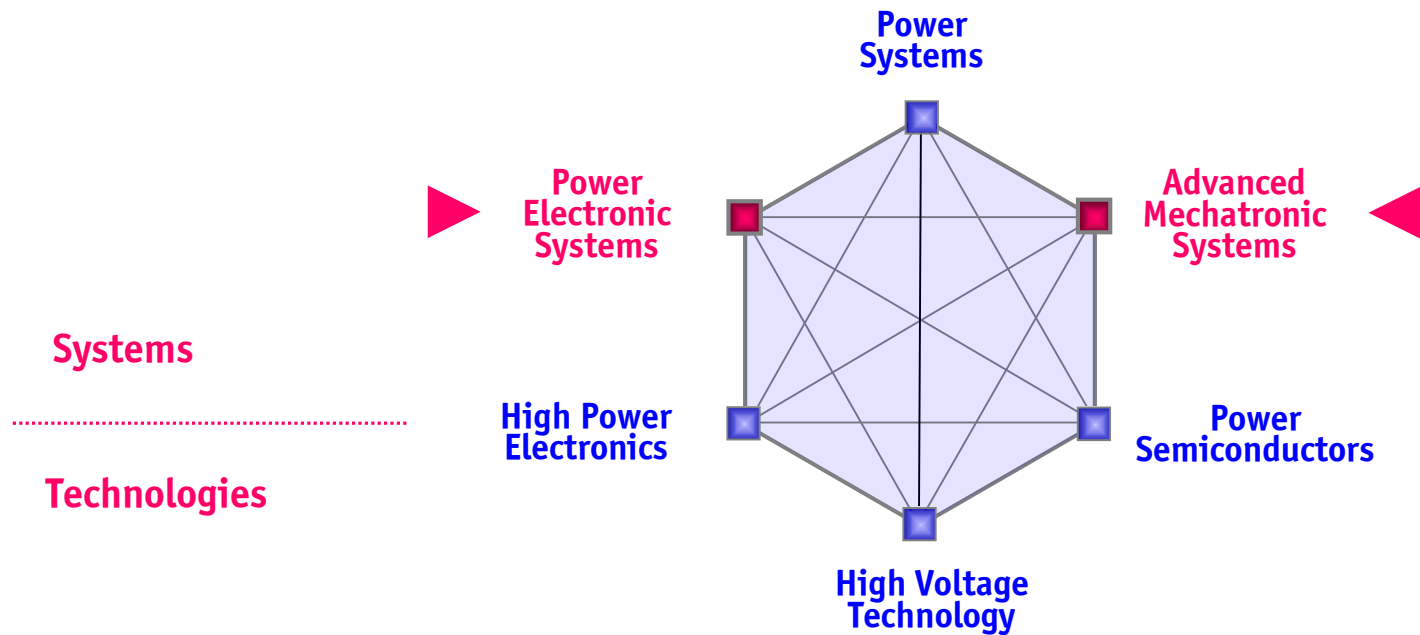 Power
Systems
Power
Electronic
Systems
Advanced
Mechatronic
Systems
Systems
High Power
Electronics
Power
Semiconductors
Technologies
High Voltage
Technology